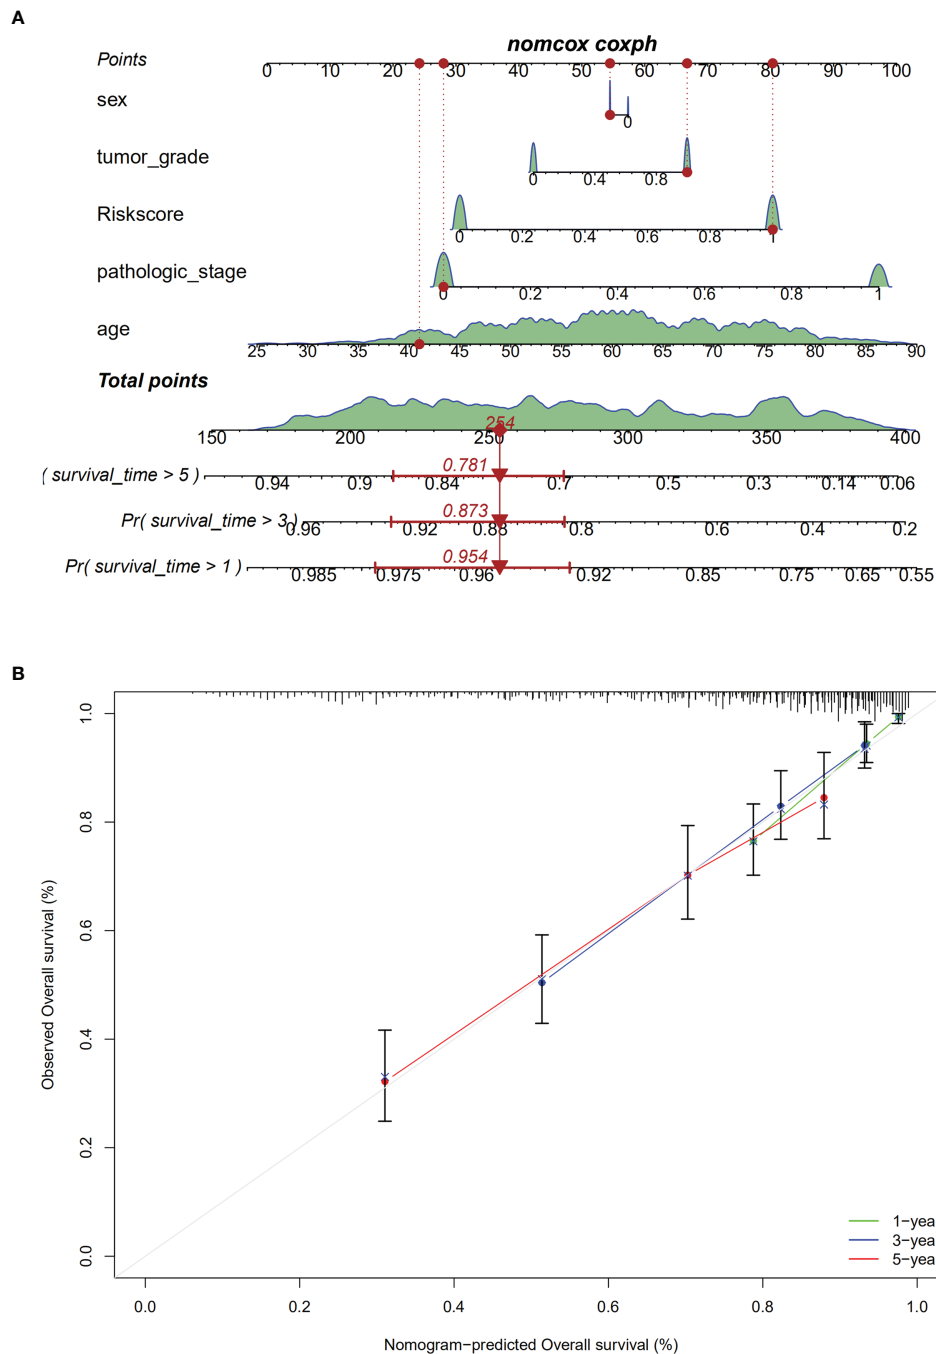 A
nomcox coxph
Points
0 10 20 30 40 50 60 70 80 90 100
sex
0
tumor_grade
0 0.4 0.8
Riskscore
0 0.2 0.4 0.6 0.8 1
pathologic_stage
0 0.2 0.4 0.6 0.8 1
age
25 30 35 40 45 50 55 60 65 70 75 80 85 90
Total points
254
150 200 250 300 350 400
0.781
( survival_time > 5 )
0.94 0.9 0.84 0.7 0.5 0.3 0.14 0.06
0.873
Pr( survival_time > 3 )
0.96 0.92 0.88 0.8 0.6 0.4 0.2
0.954
Pr( survival_time > 1 )
0.985 0.975 0.96 0.92 0.85 0.75 0.65 0.55
B
Observed Overall survival (%)
1.0
0.8
0.6
0.4
0.2
0.0
1-yea
3-yea
5-yea
0.0 0.2 0.4 0.6 0.8 1.0
Nomogram-predicted Overall survival (%)